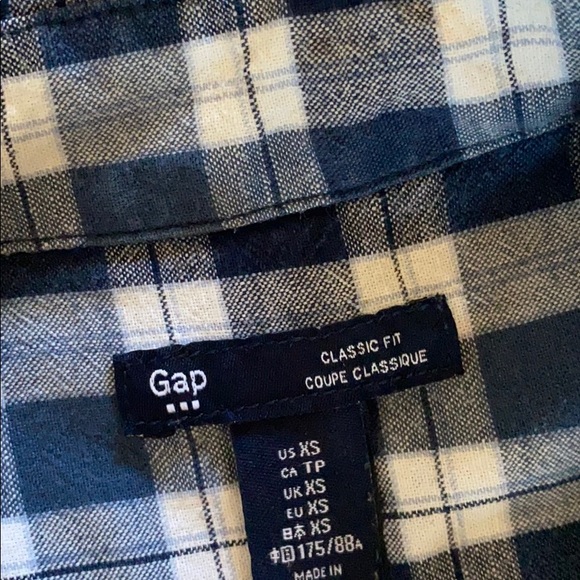 Gap
CLASSIC FIT
COUPE CLASSIQUE
US XS
CA TP
UK XS
EU XS
日本 XS
中国 175/88A
MADE IN